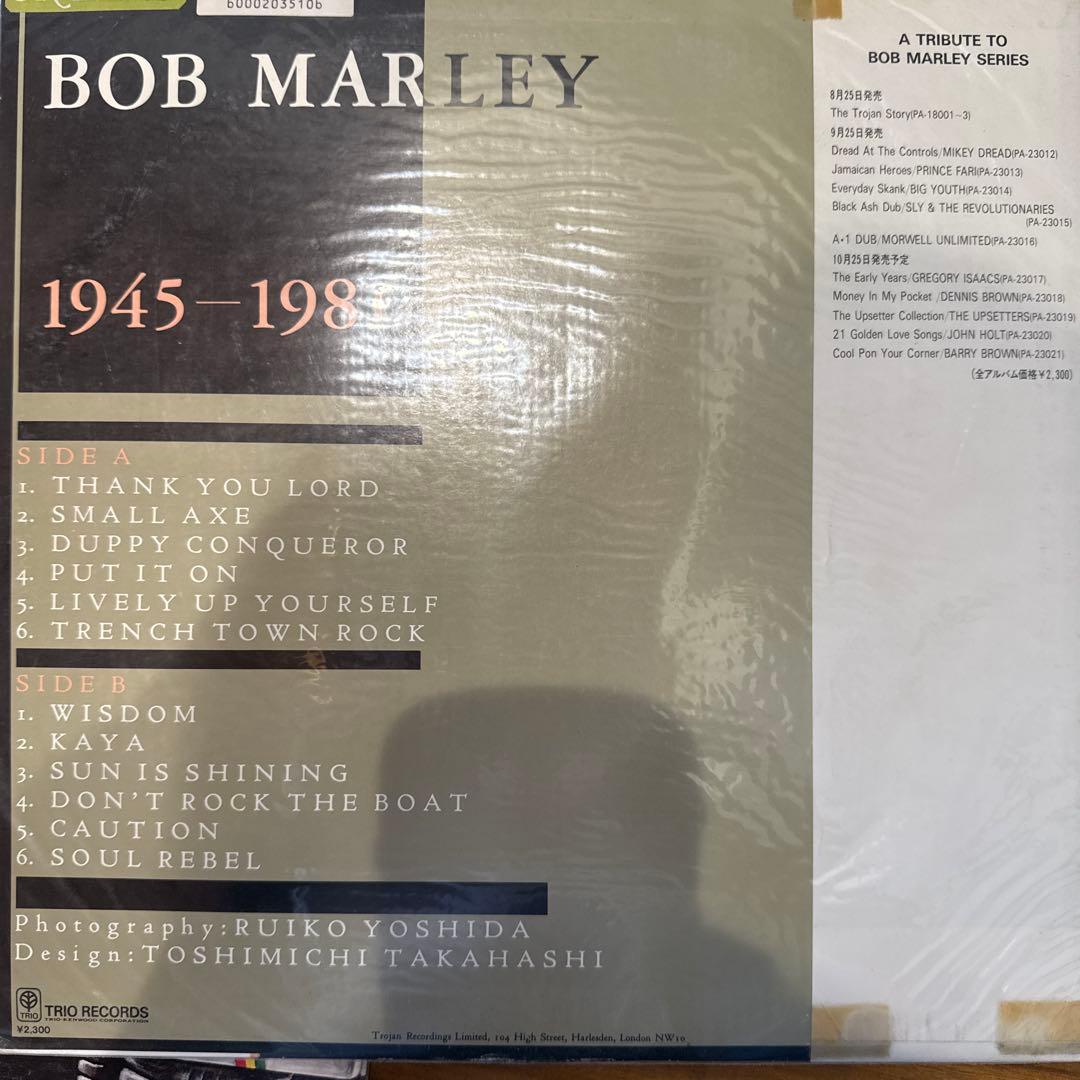 6000203510б
BOB MARLEY
1945—198
SIDE A
1. THANK YOU LORD
2. SMALL AXE
3. DUPPY CONQUEROR
4. PUT IT ON
5. LIVELY UP YOURSELF
6. TRENCH TOWN ROCK
SIDE B
1. WISDOM
2. KAYA
3. SUN IS SHINING
4. DON'T ROCK THE BOAT
5. CAUTION
6. SOUL REBEL
Photography:RUIKO YOSHIDA
Design:TOSHIMICHI TAKAHASHI
TRIO
TRIO RECORDS
TRIO-KENWOOD CORPORATION
¥2,300
Trojan Recordings Limited, 104 High Street, Harlesden, London NW10
A TRIBUTE TO
BOB MARLEY SERIES
8月25日発売
The Trojan Story(PA-18001~3)
9月25日発売
Dread At The Controls/MIKEY DREAD(PA-23012)
Jamaican Heroes/PRINCE FARI(PA-23013)
Everyday Skank/BIG YOUTH(PA-23014)
Black Ash Dub/SLY & THE REVOLUTIONARIES
(PA-23015)
A•1 DUB/MORWELL UNLIMITED(PA-23016)
10月25日発売予定
The Early Years/GREGORY ISAACS(PA-23017)
Money In My Pocket /DENNIS BROWN(PA-23018)
The Upsetter Collection/THE UPSETTERS(PA-23019)
21 Golden Love Songs/JOHN HOLT(PA-23020)
Cool Pon Your Corner/BARRY BROWN(PA-23021)
(全アルバム価格¥2,300)